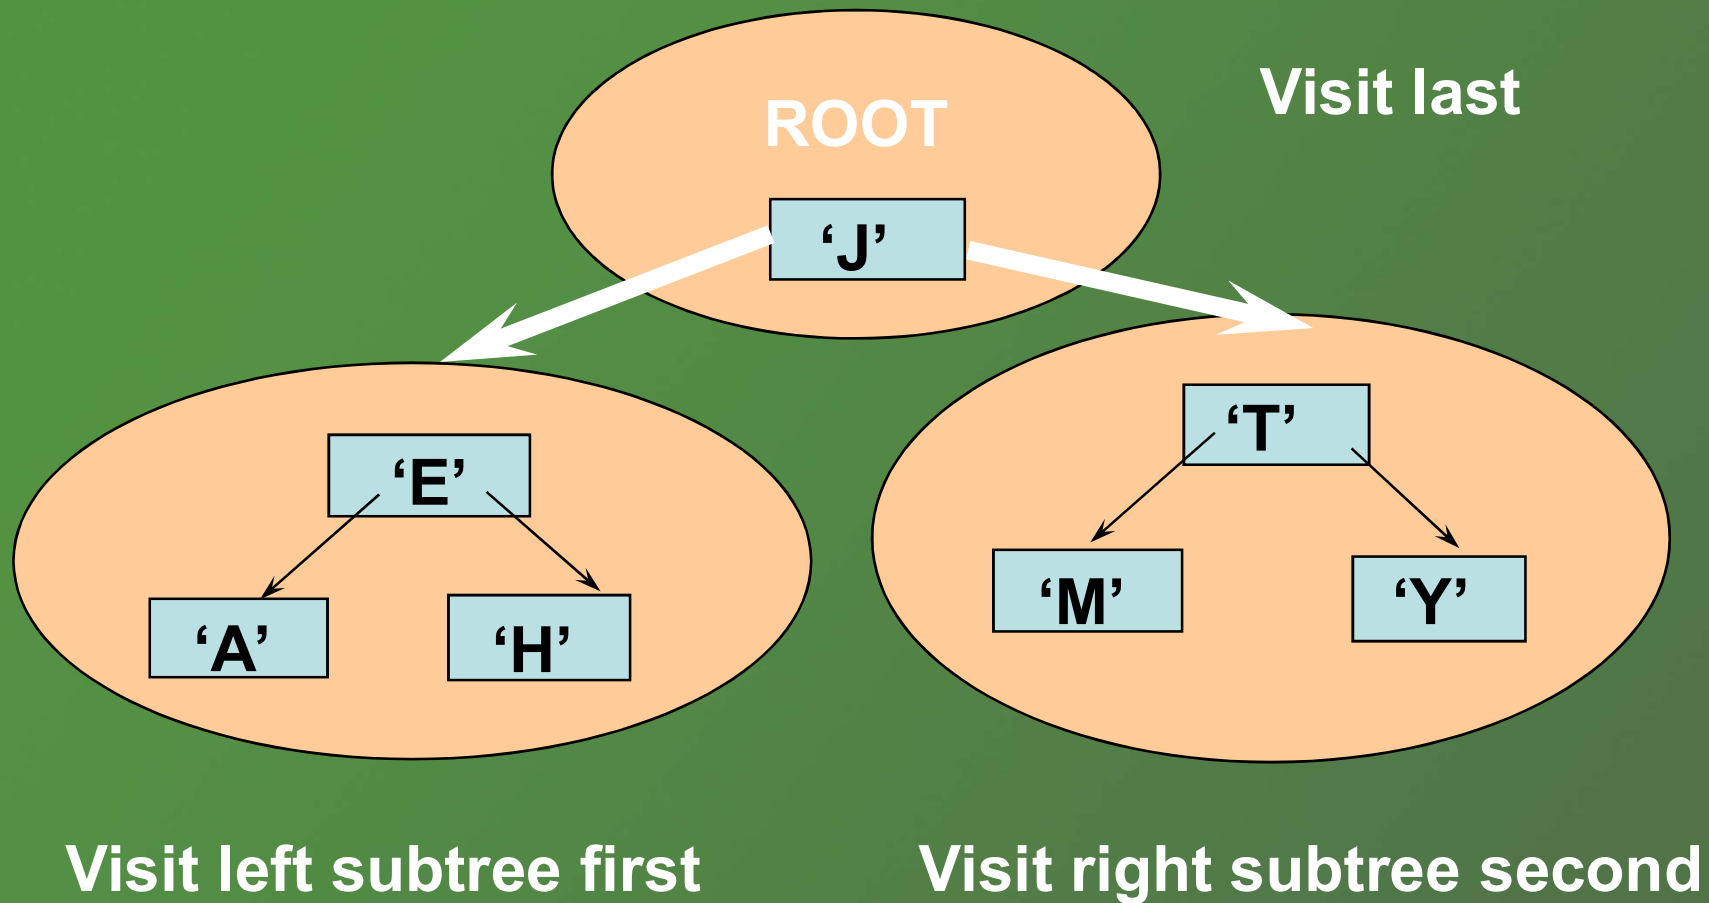 Visit last
ROOT
‘J’
‘T’
‘E’
‘M’
‘Y’
‘A’
‘H’
Visit left subtree first
Visit right subtree second